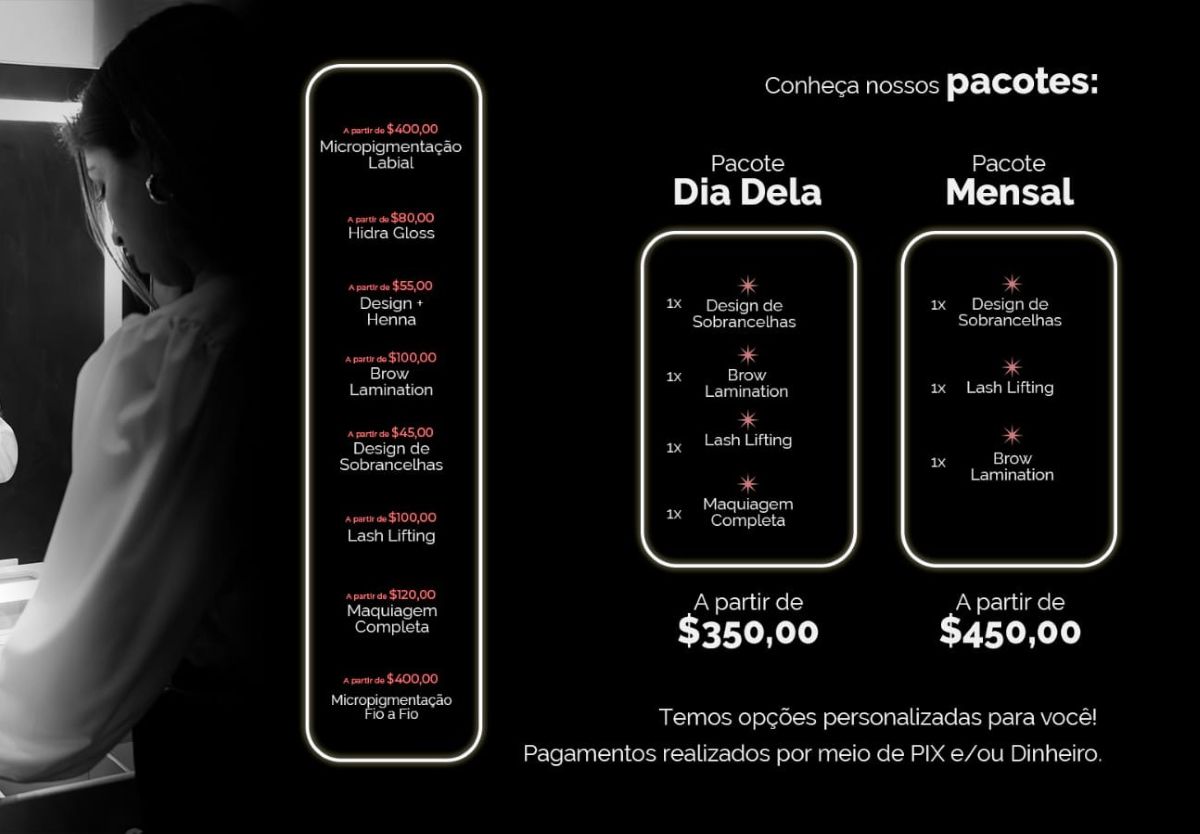 A partir de $400,00
Micropigmentação
Labial
A partir de $80,00
Hidra Gloss
A partir de $55,00
Design +
Henna
A partir de $100,00
Brow
Lamination
A partir de $45,00
Design de
Sobrancelhas
A partir de $100,00
Lash Lifting
A partir de $120,00
Maquiagem
Completa
A partir de $400,00
Micropigmentação
Fio a Fio
Conheça nossos pacotes:
Pacote
Dia Dela
1x Design de
Sobrancelhas
1x Brow
Lamination
1x Lash Lifting
1x Maquiagem
Completa
A partir de
$350,00
Pacote
Mensal
1x Design de
Sobrancelhas
1x Lash Lifting
1x Brow
Lamination
A partir de
$450,00
Temos opções personalizadas para você!
Pagamentos realizados por meio de PIX e/ou Dinheiro.